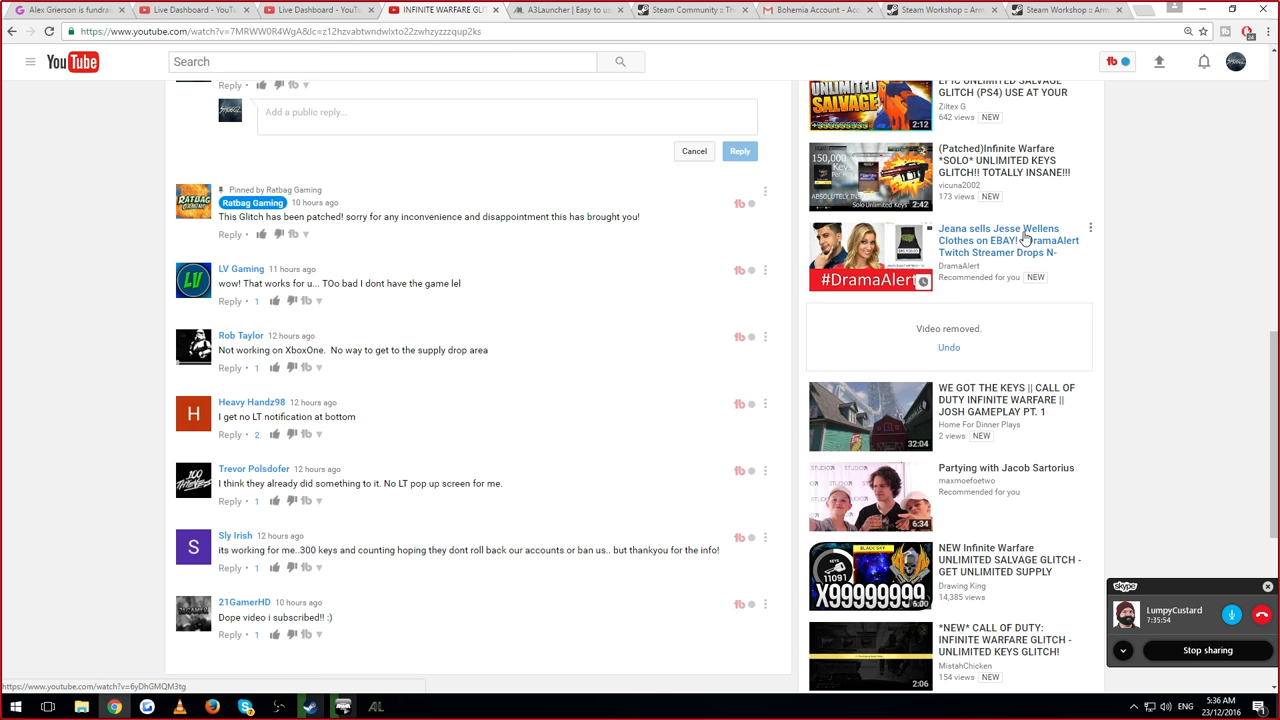 Alex Grierson is fundrais
Live Dashboard - YouTu
Live Dashboard - YouTu
INFINITE WARFARE GLI
A3Launcher | Easy to us
Steam Community :: Th
Bohemia Account - Acc
Steam Workshop :: Arm
Steam Workshop :: Arm
https://www.youtube.com/watch?v=7MRWW0R4WgA&lc=z12hzvabtwndwlxto22zwhzyzzzqup2ks
YouTube
Search
Reply
Add a public reply...
Cancel
Reply
Pinned by Ratbag Gaming
Ratbag Gaming 10 hours ago
This Glitch has been patched! sorry for any inconvenience and disappointment this has brought you!
Reply
LV
LV Gaming 11 hours ago
wow! That works for u... TOo bad I dont have the game lel
Reply 1
Rob Taylor 12 hours ago
Not working on XboxOne. No way to get to the supply drop area
Reply 1
H
Heavy Handz98 12 hours ago
I get no LT notification at bottom
Reply 2
Trevor Polsdofer 12 hours ago
I think they already did something to it. No LT pop up screen for me.
Reply 1
S
Sly Irish 12 hours ago
its working for me..300 keys and counting hoping they dont roll back our accounts or ban us.. but thankyou for the info!
Reply 1
21GamerHD 10 hours ago
Dope video i subscribed!! :)
Reply 1
UNLIMITED
SALVAGE
2:12
EPIC UNLIMITED SALVAGE
GLITCH (PS4) USE AT YOUR
Ziltex G
642 views NEW
150,000
2:42
(Patched)Infinite Warfare
*SOLO* UNLIMITED KEYS
GLITCH!! TOTALLY INSANE!!!
vicuna2002
173 views NEW
#DramaAlert
Jeana sells Jesse Wellens
Clothes on EBAY! #DramaAlert
Twitch Streamer Drops N-
DramaAlert
Recommended for you NEW
Video removed.
Undo
32:04
WE GOT THE KEYS || CALL OF
DUTY INFINITE WARFARE ||
JOSH GAMEPLAY PT. 1
Home For Dinner Plays
2 views NEW
6:34
Partying with Jacob Sartorius
maxmoefoetwo
Recommended for you
BLACK SKY
KEYS
11091
X99999999
6:00
NEW Infinite Warfare
UNLIMITED SALVAGE GLITCH -
GET UNLIMITED SUPPLY
Drawing King
14,385 views
2:06
*NEW* CALL OF DUTY:
INFINITE WARFARE GLITCH -
UNLIMITED KEYS GLITCH!
MistahChicken
154 views NEW
skype
LumpyCustard
7:35:54
Stop sharing
https://www.youtube.com/watch?v=6yDhGMQM3tg
ENG
5:36 AM
23/12/2016